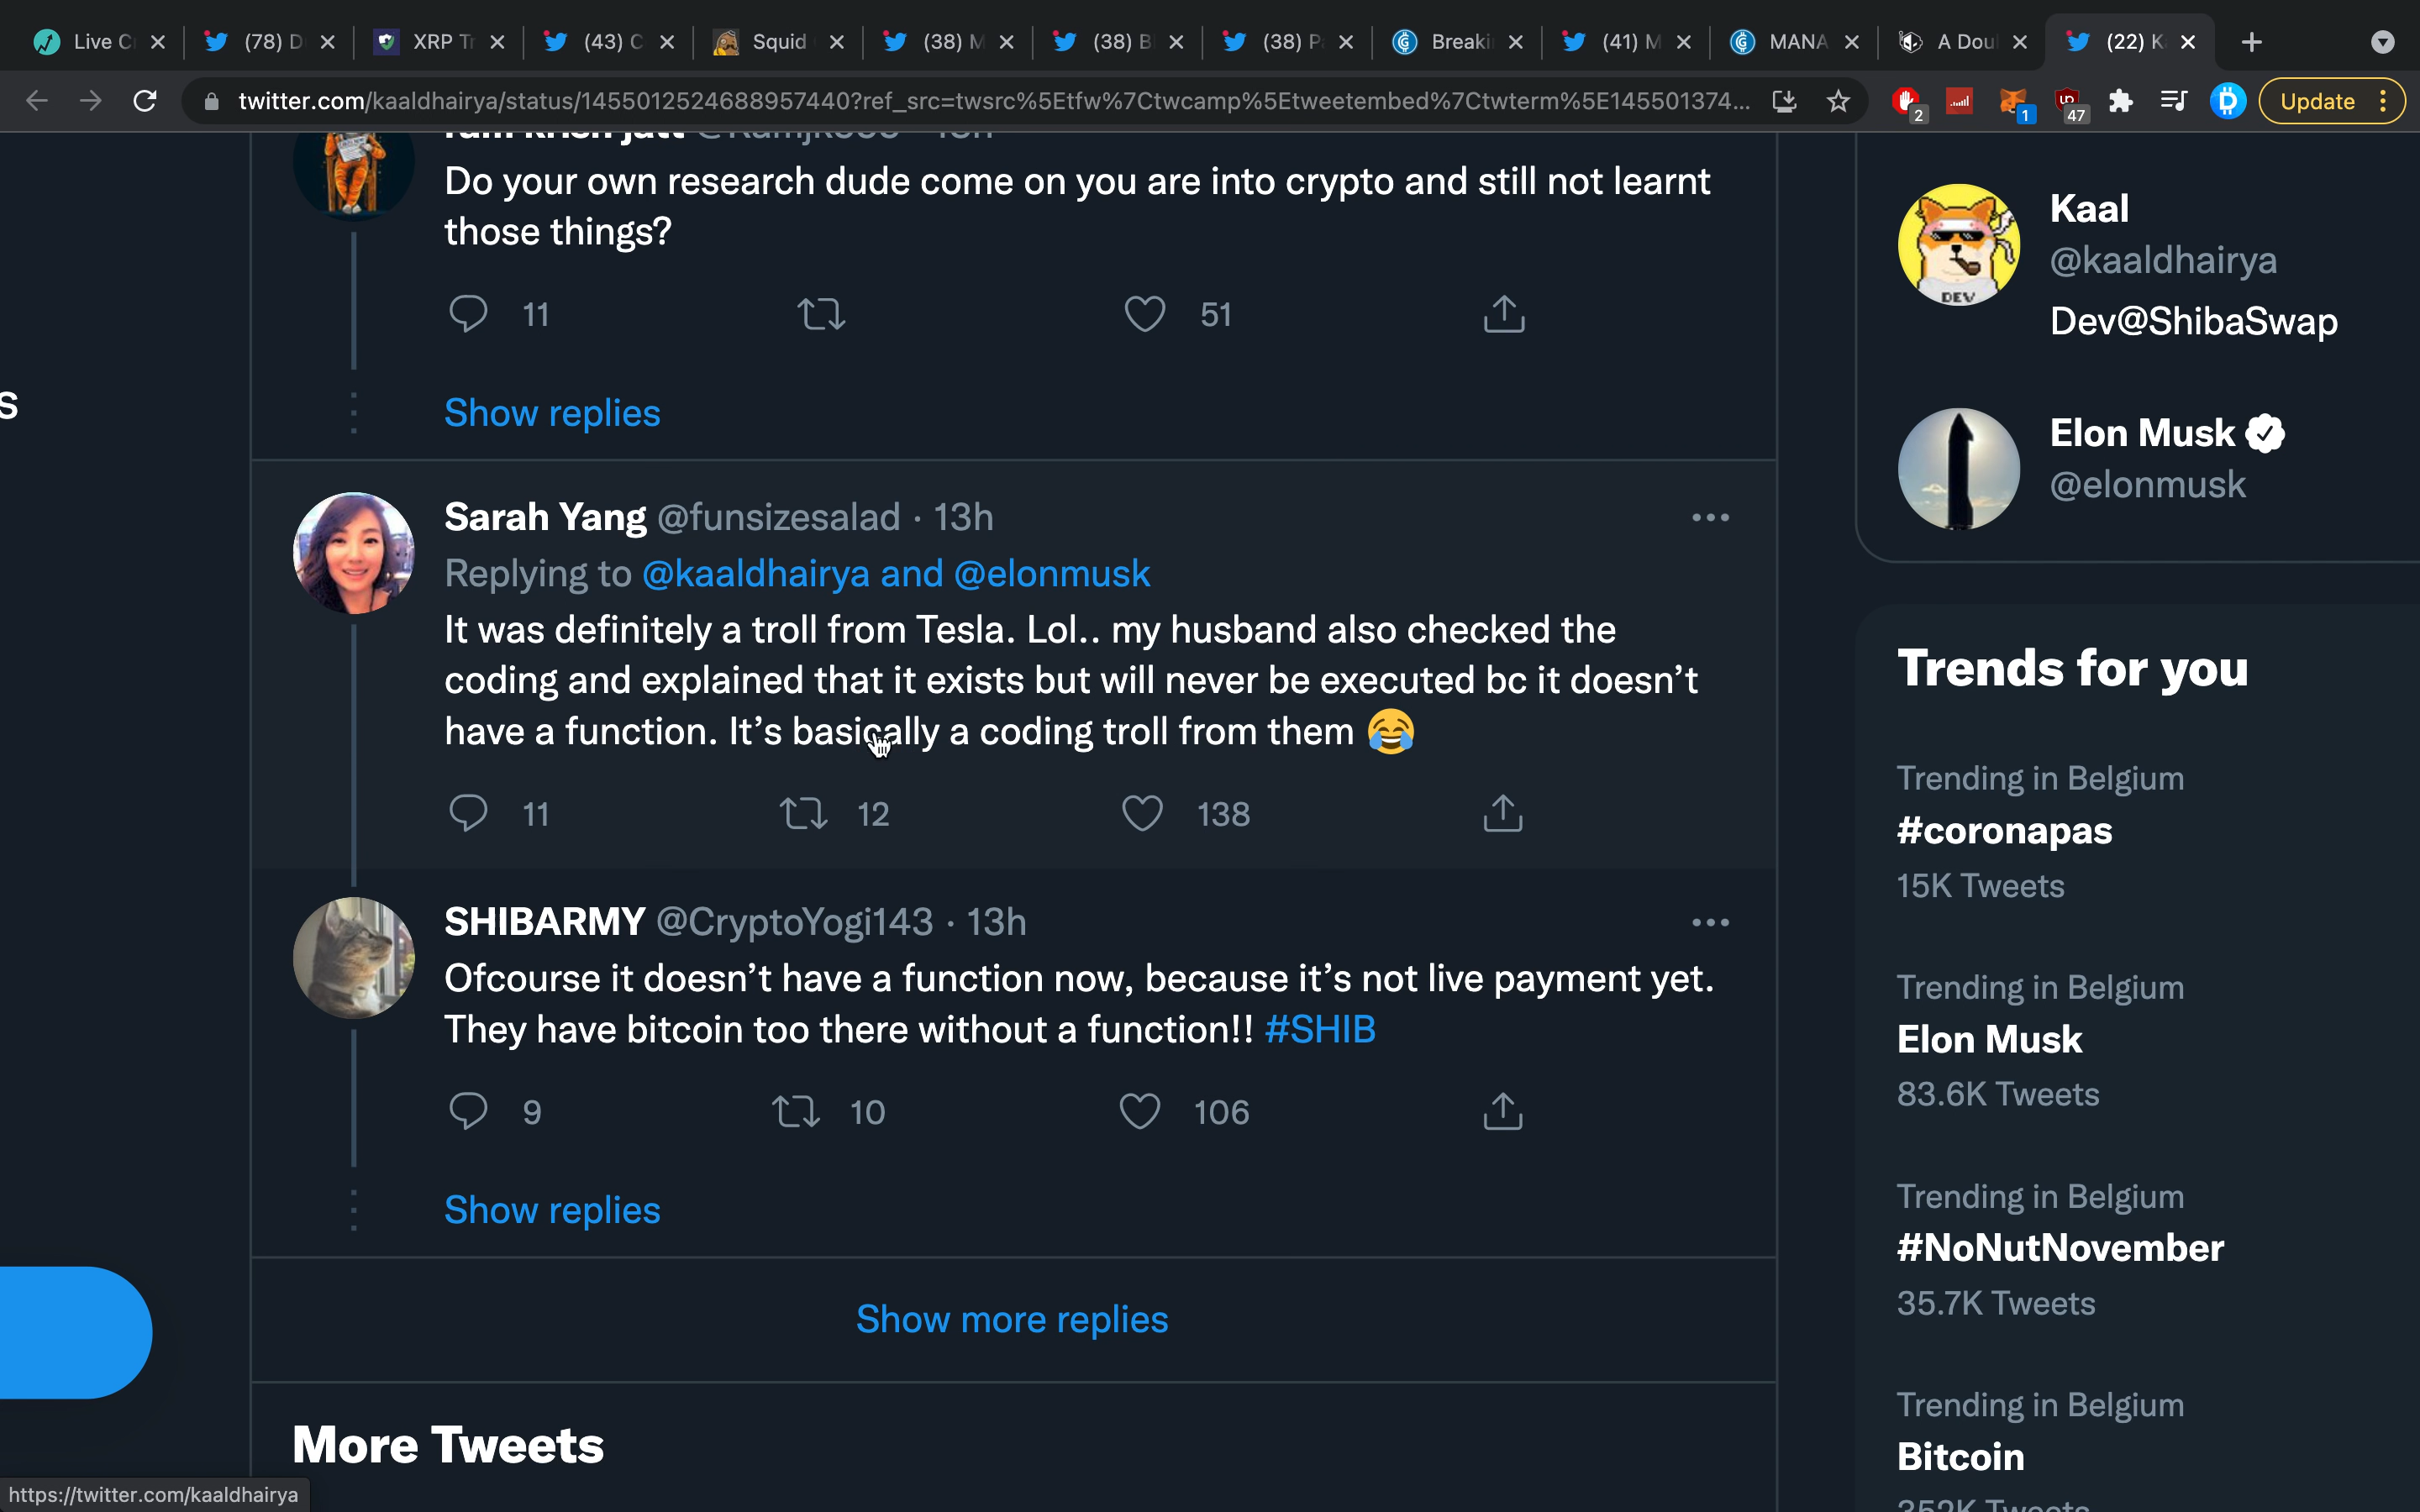 Live C
(78) D
XRP Tr
(43) C
Squid
(38) M
(38) B
(38) P
Breaki
(41) M
MANA
A Dou
(22) K
twitter.com/kaaldhairya/status/1455012524688957440?ref_src=twsrc%5Etfw%7Ctwcamp%5Etweetembed%7Ctwterm%5E145501374...
2
1
47
Update
Do your own research dude come on you are into crypto and still not learnt
those things?
11
51
Show replies
s
Sarah Yang @funsizesalad · 13h
Replying to @kaaldhairya and @elonmusk
It was definitely a troll from Tesla. Lol.. my husband also checked the
coding and explained that it exists but will never be executed bc it doesn’t
have a function. It’s basically a coding troll from them 😂
11
12
138
SHIBARMY @CryptoYogi143 · 13h
Ofcourse it doesn’t have a function now, because it’s not live payment yet.
They have bitcoin too there without a function!! #SHIB
9
10
106
Show replies
Show more replies
More Tweets
https://twitter.com/kaaldhairya
DEV
Kaal
@kaaldhairya
Dev@ShibaSwap
Elon Musk
@elonmusk
Trends for you
Trending in Belgium
#coronapas
15K Tweets
Trending in Belgium
Elon Musk
83.6K Tweets
Trending in Belgium
#NoNutNovember
35.7K Tweets
Trending in Belgium
Bitcoin
352K Tweets